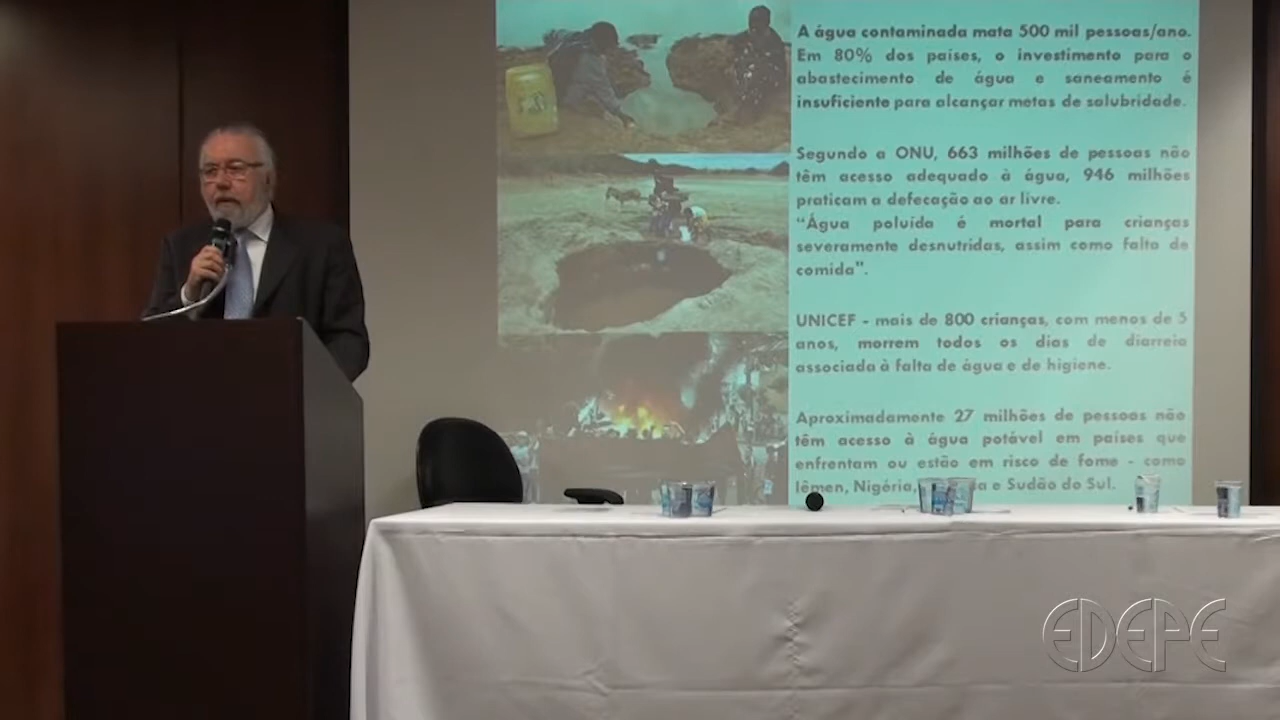 A água contaminada mata 500 mil pessoas/ano.
Em 80% dos países, o investimento para o
abastecimento de água e saneamento é
insuficiente para alcançar metas de salubridade.
Segundo a ONU, 663 milhões de pessoas não
têm acesso adequado à água, 946 milhões
praticam a defecação ao ar livre.
"Água poluída é mortal para crianças
severamente desnutridas, assim como falta de
comida".
UNICEF - mais de 800 crianças, com menos de 5
anos, morrem todos os dias de diarreia
associada à falta de água e de higiene.
Aproximadamente 27 milhões de pessoas não
têm acesso à água potável em países que
enfrentam ou estão em risco de fome - como
Iêmen, Nigéria, e Sudão do Sul.
EDEPE